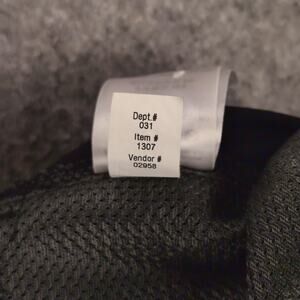 Dept.#
031
Item #
1307
Vendor #
02958